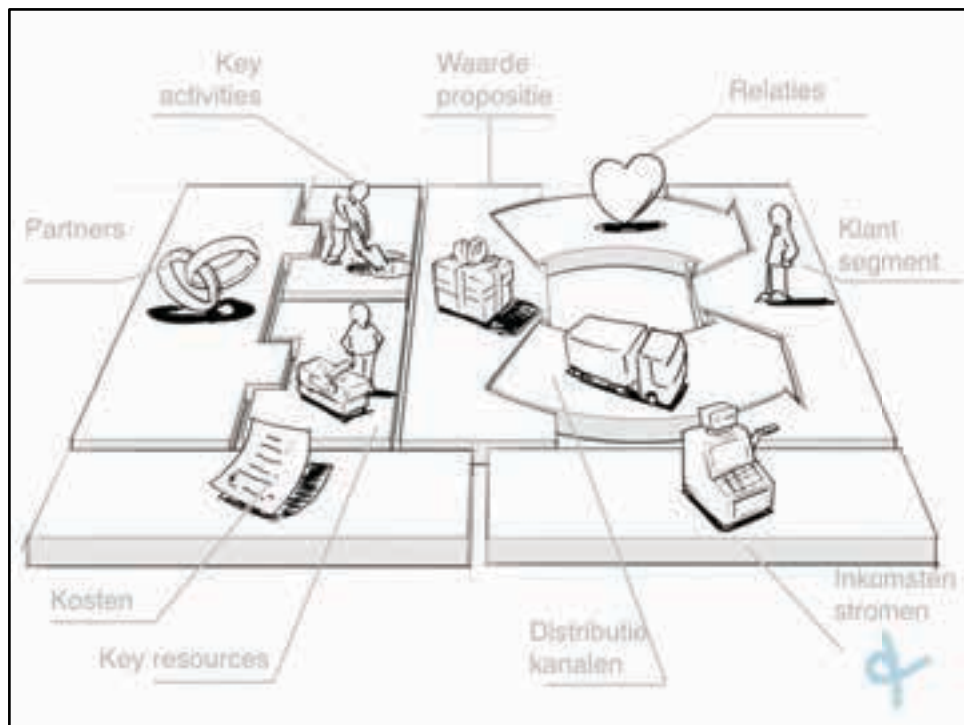 Key
activities
Waarde
propositie
Relaties
Partners
Klant
segment
Kosten
Key resources
Distributie
kanalen
Inkomsten
stromen